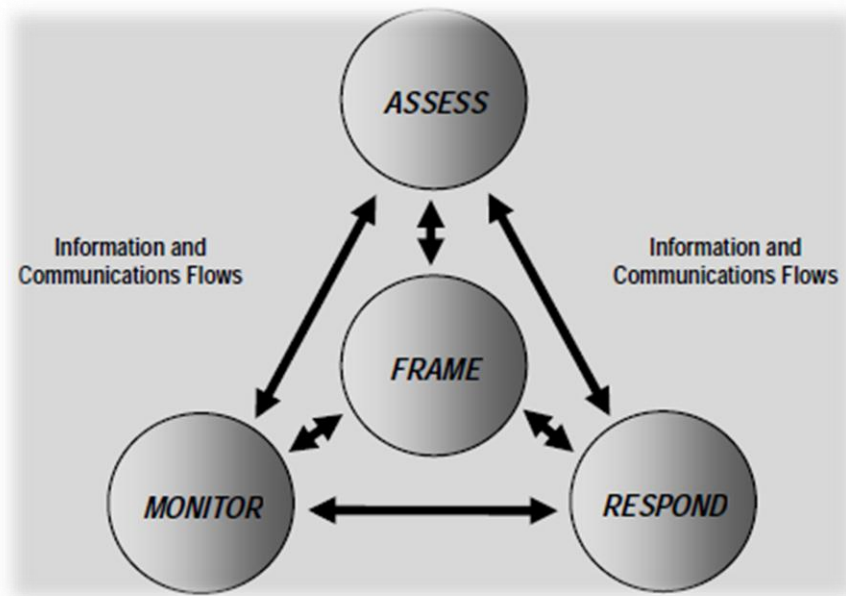 ASSESS
Information and
Communications Flows
Information and
Communications Flows
FRAME
MONITOR
RESPOND